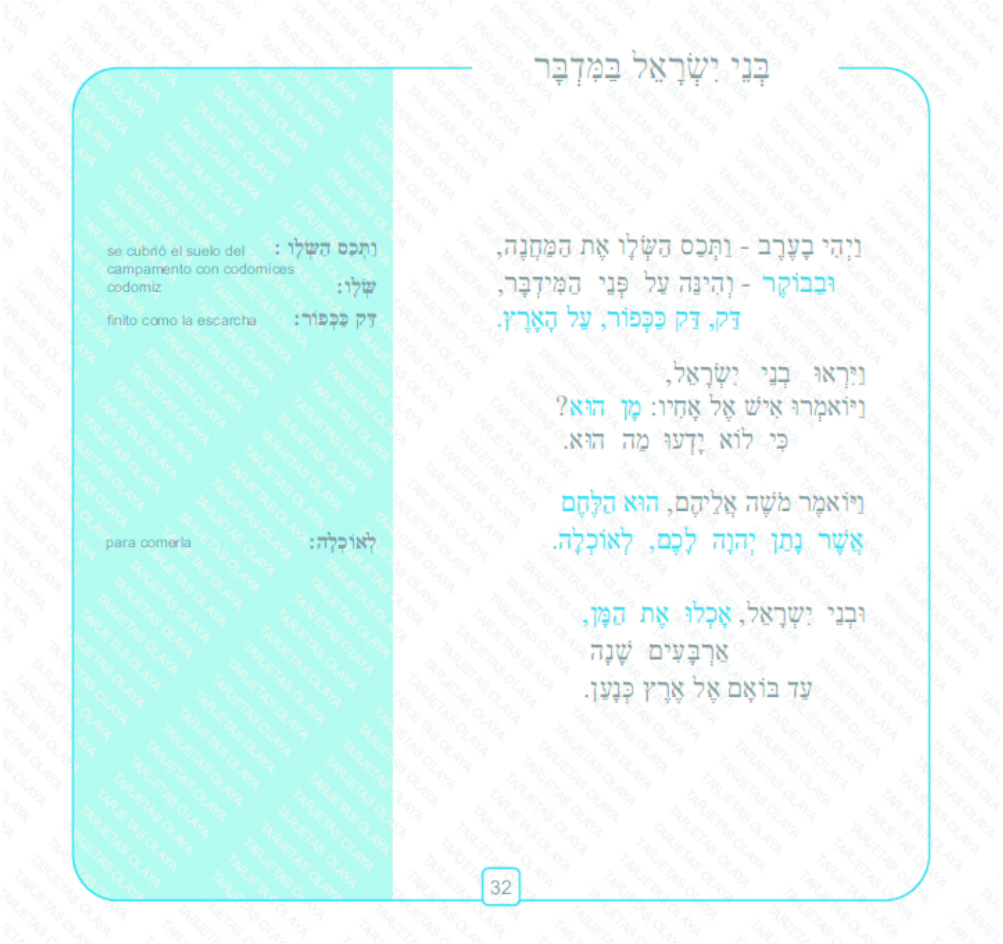 בְּנֵי יִשְׂרָאֵל בַּמִּדְבָּר
וַיְהִי בָעֶרֶב - וַתְּכַס הַשְּׂלָו אֶת הַמַּחֲנֶה,
וּבַבּוֹקֶר - וְהִינֵּה עַל פְּנֵי הַמִּידְבָּר,
דַּק, דַּק כַּכְּפוֹר, עַל הָאָרֶץ.
וַיִּרְאוּ בְנֵי יִשְׂרָאֵל,
וַיּוֹאמְרוּ אִישׁ אֶל אָחִיו: מָן הוּא?
כִּי לוֹא יָדְעוּ מַה הוּא.
וַיּוֹאמֶר מֹשֶׁה אֲלֵיהֶם, הוּא הַלֶּחֶם
אֲשֶׁר נָתַן יְהוָה לָכֶם, לְאוֹכְלָה.
וּבְנֵי יִשְׂרָאֵל, אָכְלוּ אֶת הַמָּן,
אַרְבָּעִים שָׁנָה
עַד בּוֹאָם אֶל אֶרֶץ כְּנָעַן.
וַתְּכַס הַשְּׂלָו : se cubrió el suelo del
campamento con codornices
שְּׂלָו: codorniz
דַּק כַּכְּפוֹר: finito como la escarcha
לְאוֹכְלָה: para comerla
32
TARJETAS OLAYA